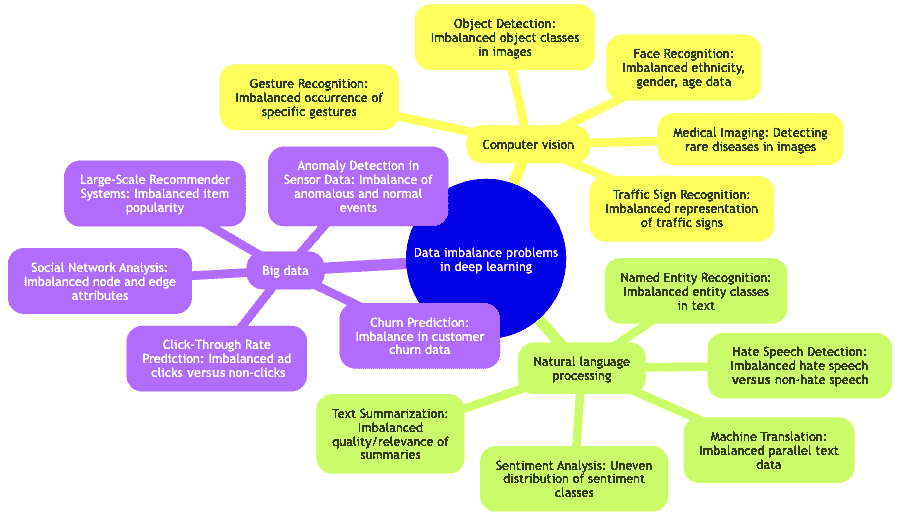 Object Detection:
Imbalanced object classes
in images
Face Recognition:
Imbalanced ethnicity,
gender, age data
Gesture Recognition:
Imbalanced occurrence of
specific gestures
Computer vision
Medical Imaging: Detecting
rare diseases in images
Traffic Sign Recognition:
Imbalanced representation
of traffic signs
Anomaly Detection in
Sensor Data: Imbalance of
anomalous and normal
events
Large-Scale Recommender
Systems: Imbalanced item
popularity
Data imbalance problems
in deep learning
Big data
Social Network Analysis:
Imbalanced node and edge
attributes
Click-Through Rate
Prediction: Imbalanced ad
clicks versus non-clicks
Churn Prediction:
Imbalance in customer
churn data
Named Entity Recognition:
Imbalanced entity classes
in text
Natural language
processing
Hate Speech Detection:
Imbalanced hate speech
versus non-hate speech
Text Summarization:
Imbalanced
quality/relevance of
summaries
Sentiment Analysis: Uneven
distribution of sentiment
classes
Machine Translation:
Imbalanced parallel text
data